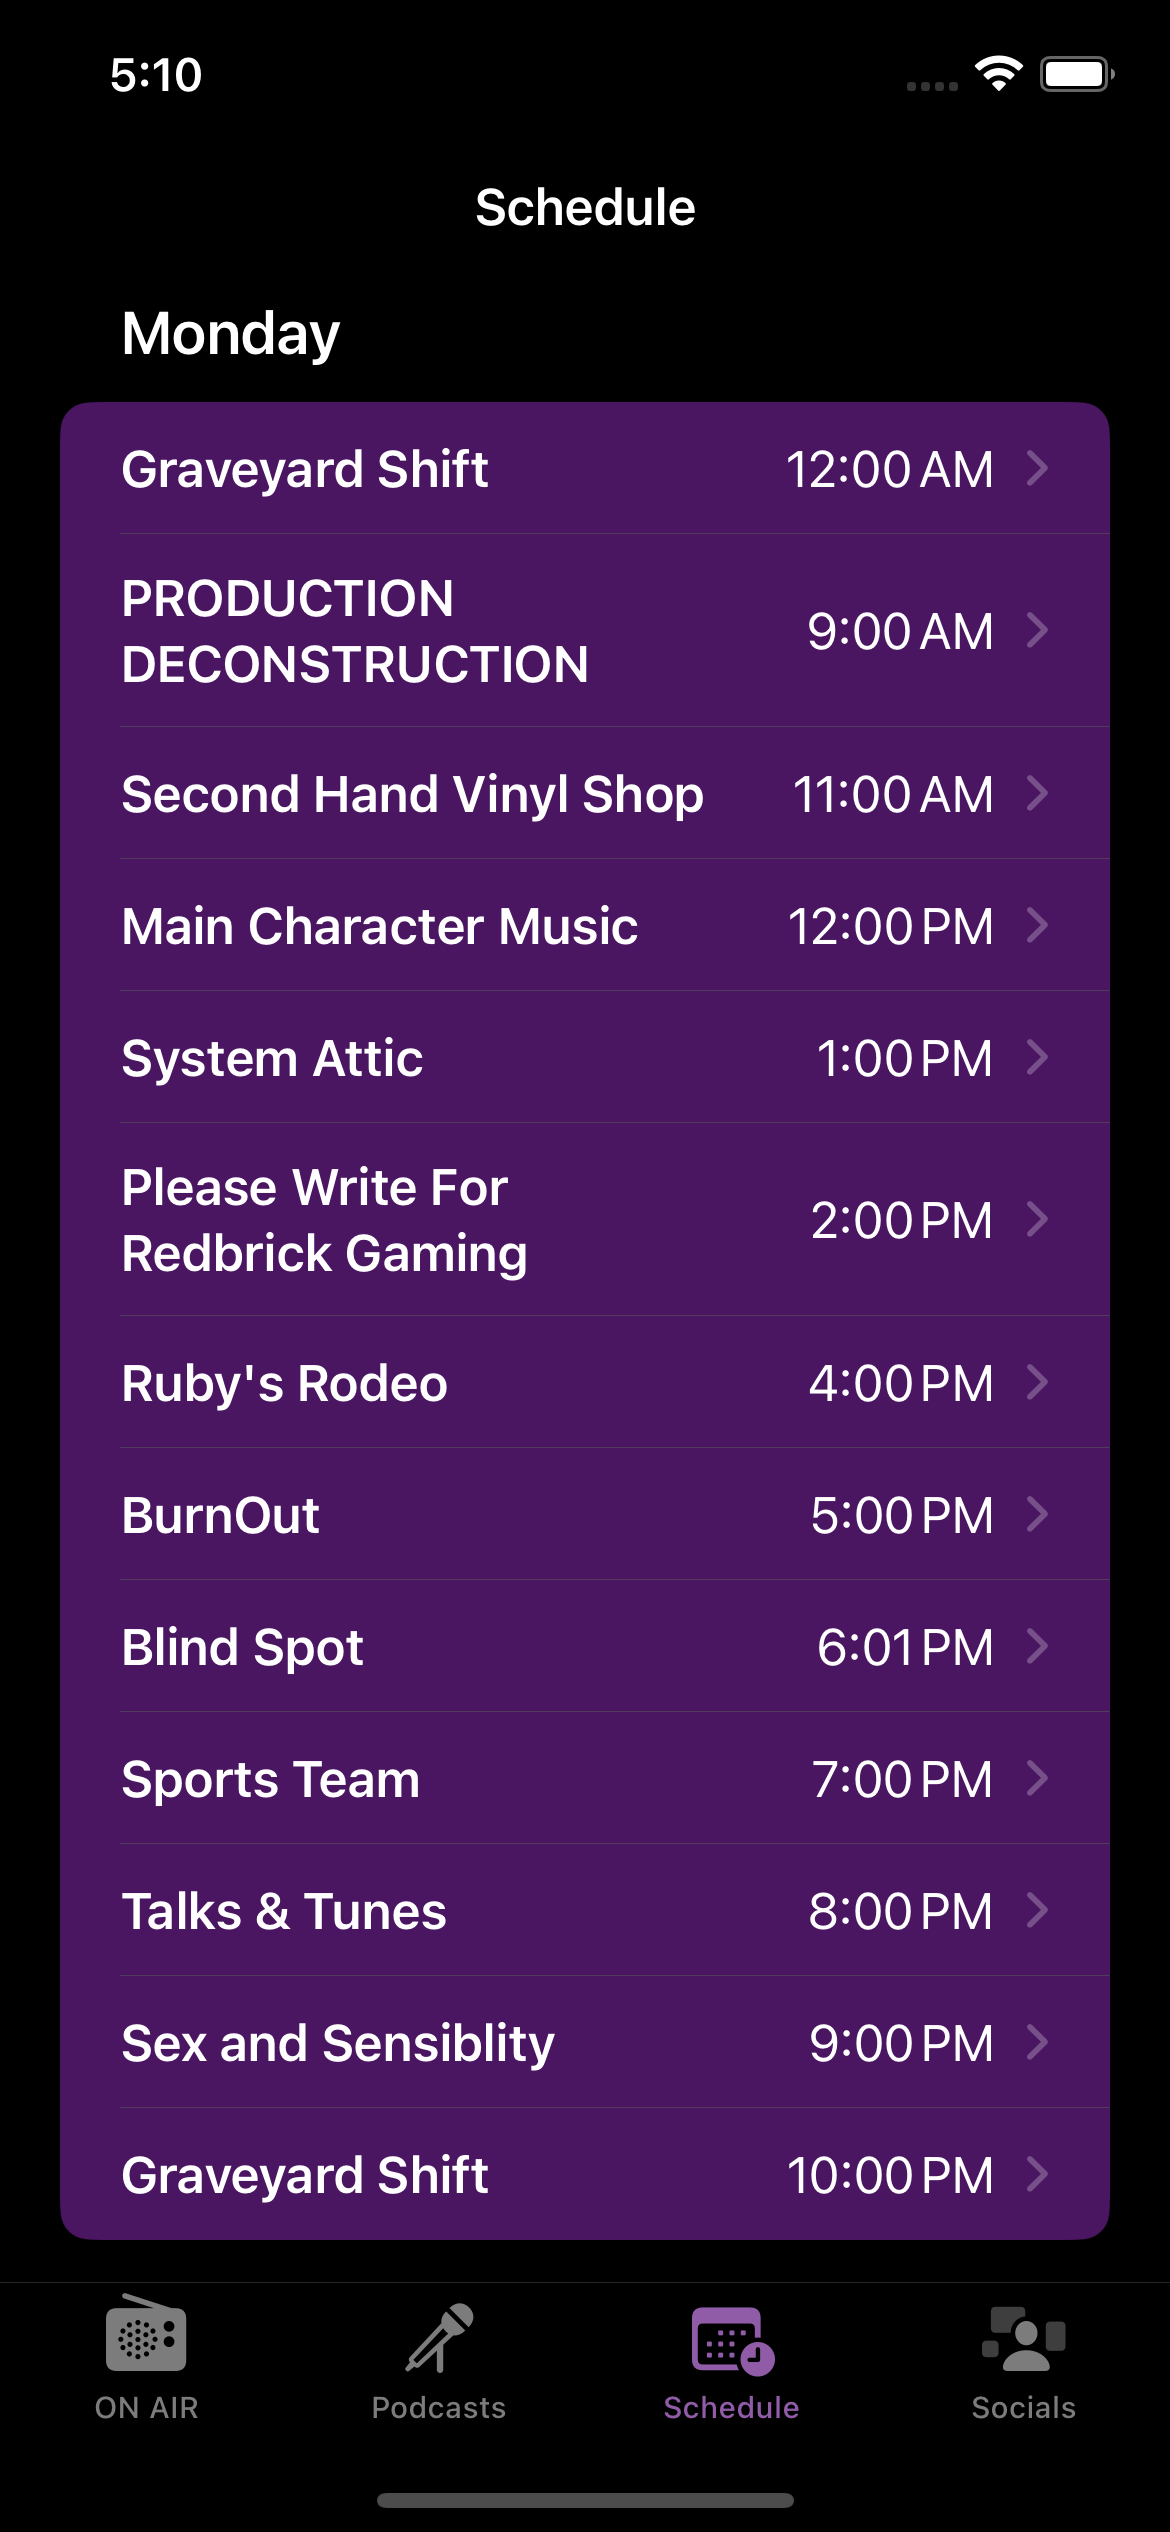 5:10
Schedule
Monday
Graveyard Shift 12:00 AM
PRODUCTION
DECONSTRUCTION 9:00 AM
Second Hand Vinyl Shop 11:00 AM
Main Character Music 12:00 PM
System Attic 1:00 PM
Please Write For
Redbrick Gaming 2:00 PM
Ruby's Rodeo 4:00 PM
BurnOut 5:00 PM
Blind Spot 6:01 PM
Sports Team 7:00 PM
Talks & Tunes 8:00 PM
Sex and Sensiblity 9:00 PM
Graveyard Shift 10:00 PM
ON AIR Podcasts Schedule Socials